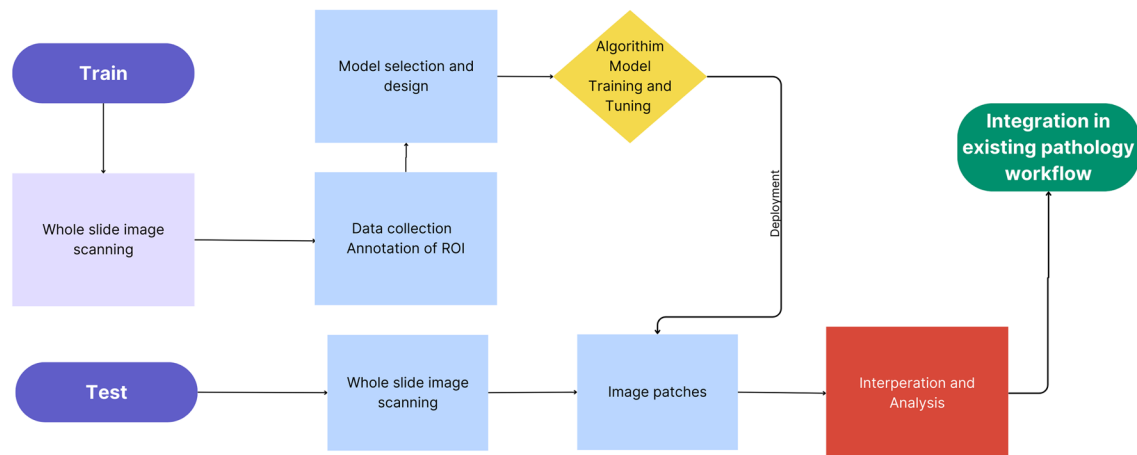 Train
Whole slide image
scanning
Data collection
Annotation of ROI
Model selection and
design
Algorithim
Model
Training and
Tuning
Deployment
Integration in
existing pathology
workflow
Test
Whole slide image
scanning
Image patches
Interperation and
Analysis